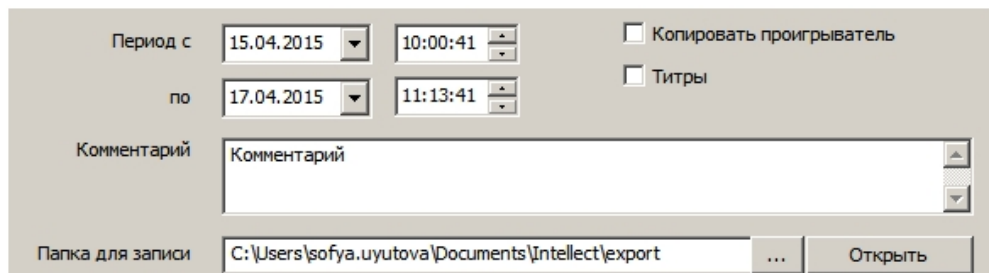 Период с 15.04.2015 10:00:41 Копировать проигрыватель
по 17.04.2015 11:13:41 Титры
Комментарий Комментарий
Папка для записи C:\Users\sofya.uyutova\Documents\Intellect\export ... Открыть